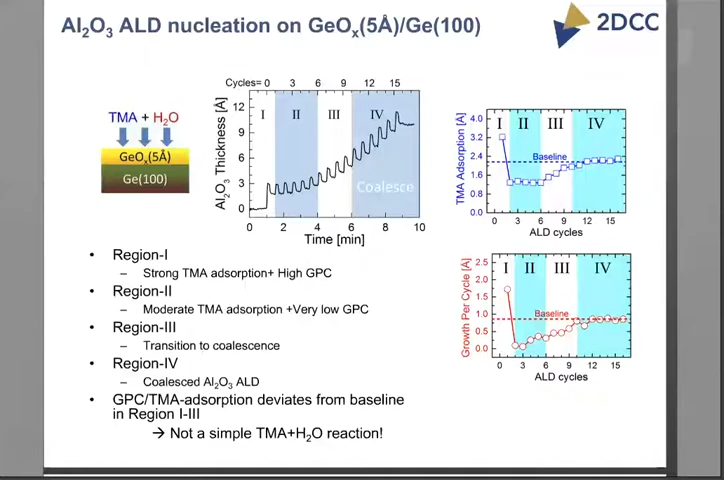 Al₂O₃ ALD nucleation on GeOₓ(5Å)/Ge(100)
2DCC
TMA + H₂O
GeOₓ(5Å)
Ge(100)
Cycles= 0 3 6 9 12 15
Al₂O₃ Thickness [Å]
12
9
6
3
0
I II III IV
Coalesce
0 2 4 6 8 10
Time [min]
TMA Adsorption [Å]
4.0
3.2
2.4
1.6
0.8
0.0
I II III IV
Baseline
0 3 6 9 12 15
ALD cycles
Growth Per Cycle [Å]
2.5
2.0
1.5
1.0
0.5
0.0
I II III IV
Baseline
0 3 6 9 12 15
ALD cycles
• Region-I
– Strong TMA adsorption+ High GPC
• Region-II
– Moderate TMA adsorption +Very low GPC
• Region-III
– Transition to coalescence
• Region-IV
– Coalesced Al₂O₃ ALD
• GPC/TMA-adsorption deviates from baseline
in Region I-III
→ Not a simple TMA+H₂O reaction!